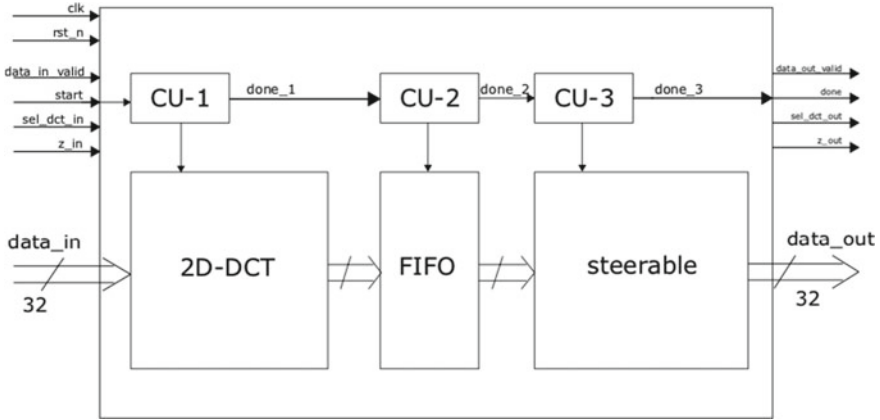 clk
rst_n
data_in_valid
start
sel_dct_in
z_in
CU-1
done_1
CU-2
done_2
CU-3
done_3
data_out_valid
done
sel_dct_out
z_out
data_in
32
2D-DCT
FIFO
steerable
data_out
32